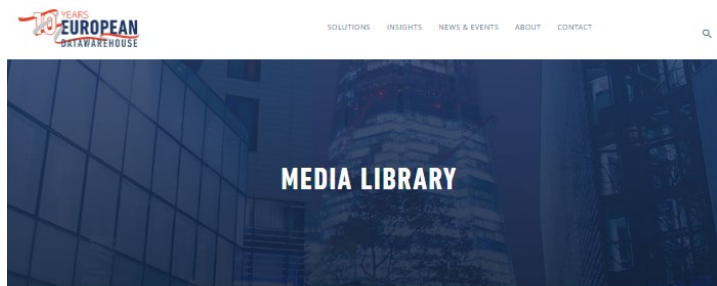 10 YEARS
EUROPEAN
DATAWAREHOUSE
SOLUTIONS INSIGHTS NEWS & EVENTS ABOUT CONTACT
MEDIA LIBRARY